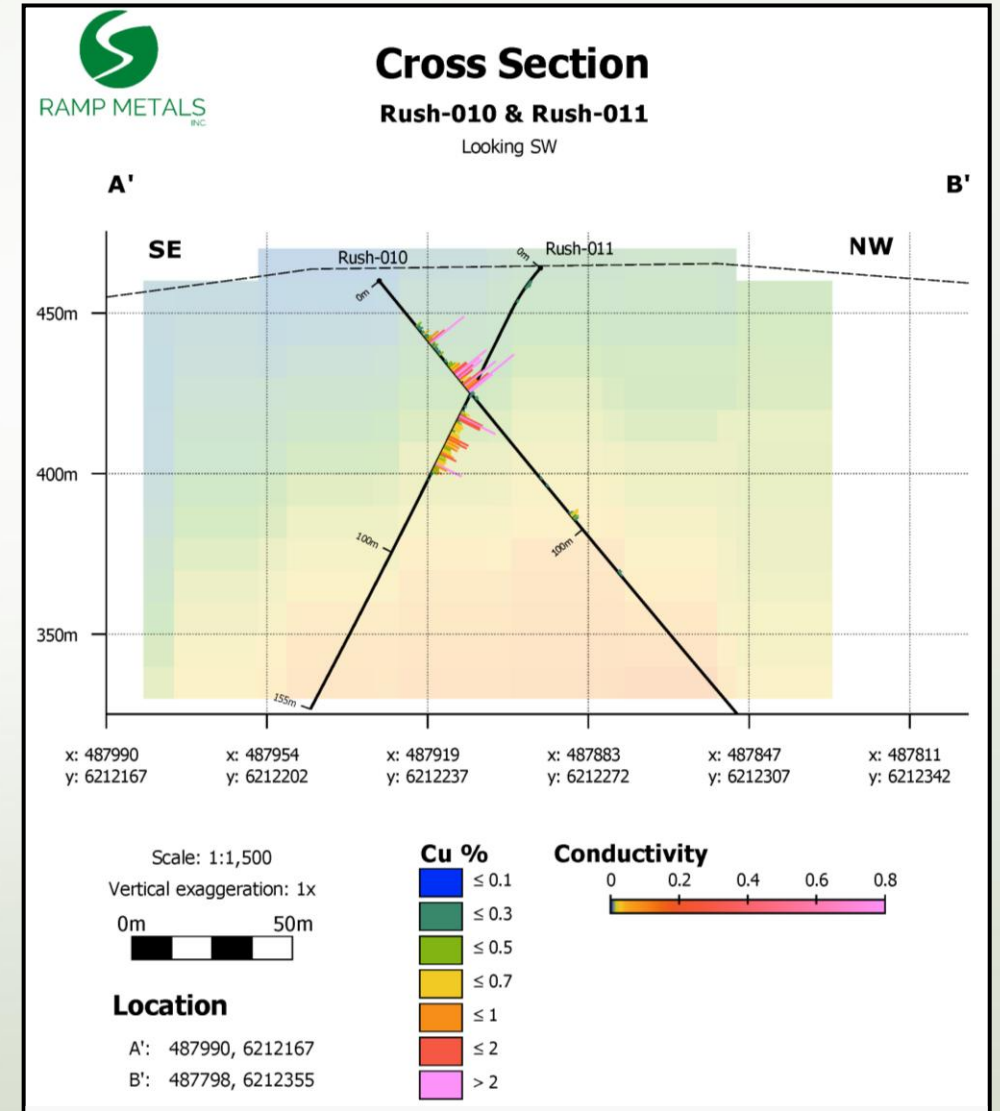 RAMP METALS
INC
Cross Section
Rush-010 & Rush-011
Looking SW
A'
B'
SE
NW
Rush-010
Rush-011
0m
0m
450m
400m
350m
100m
100m
155m
x: 487990
y: 6212167
x: 487954
y: 6212202
x: 487919
y: 6212237
x: 487883
y: 6212272
x: 487847
y: 6212307
x: 487811
y: 6212342
Scale: 1:1,500
Vertical exaggeration: 1x
0m 50m
Location
A': 487990, 6212167
B': 487798, 6212355
Cu %
≤ 0.1
≤ 0.3
≤ 0.5
≤ 0.7
≤ 1
≤ 2
> 2
Conductivity
0 0.2 0.4 0.6 0.8